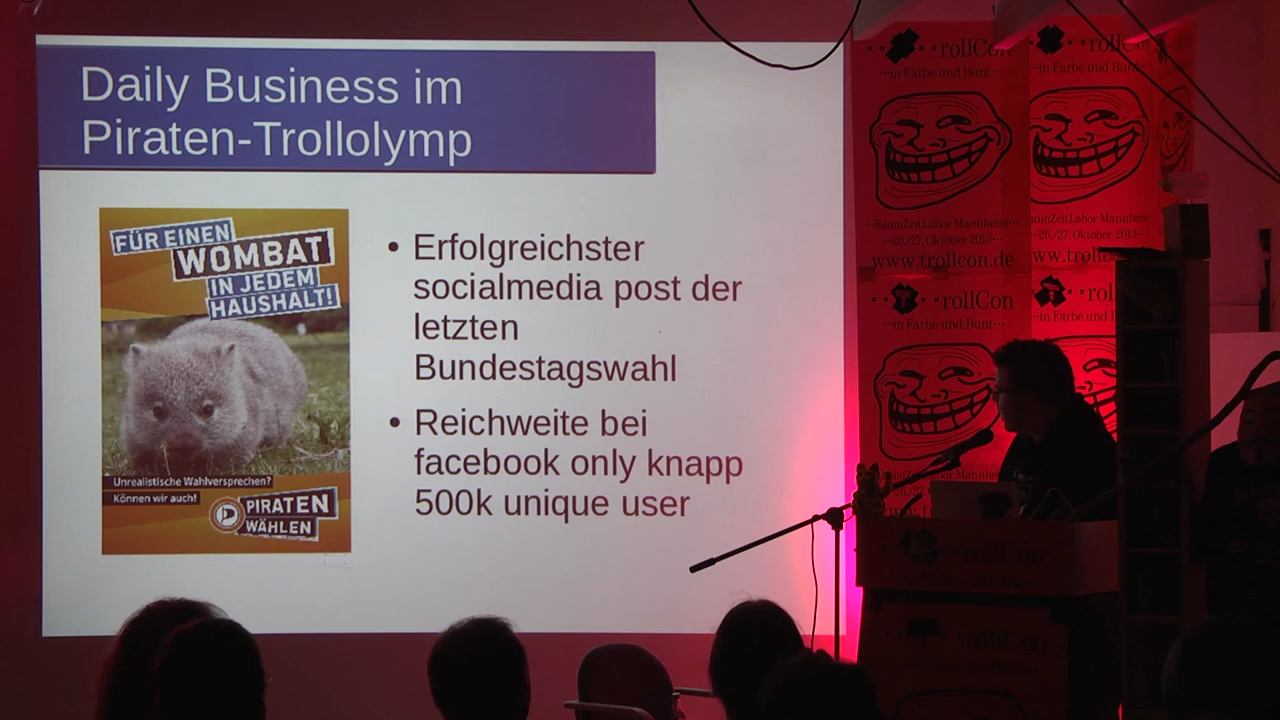 Daily Business im
Piraten-Trollolymp
FÜR EINEN
WOMBAT
IN JEDEM
HAUSHALT!
Unrealistische Wahlversprechen?
Können wir auch!
PIRATEN
WÄHLEN
• Erfolgreichster
socialmedia post der
letzten
Bundestagswahl
• Reichweite bei
facebook only knapp
500k unique user
rollCon
···in Farbe und Bunt···
RaumZeitLabor Mannheim
26./27. Oktober 2013
www.trollcon.de
in Farbe und Bunt
aumZeitLabor Mannheim
26./27. Oktober 2013
rollCon
···in Farbe und Bunt···
rol
in Farbe und
rollCon